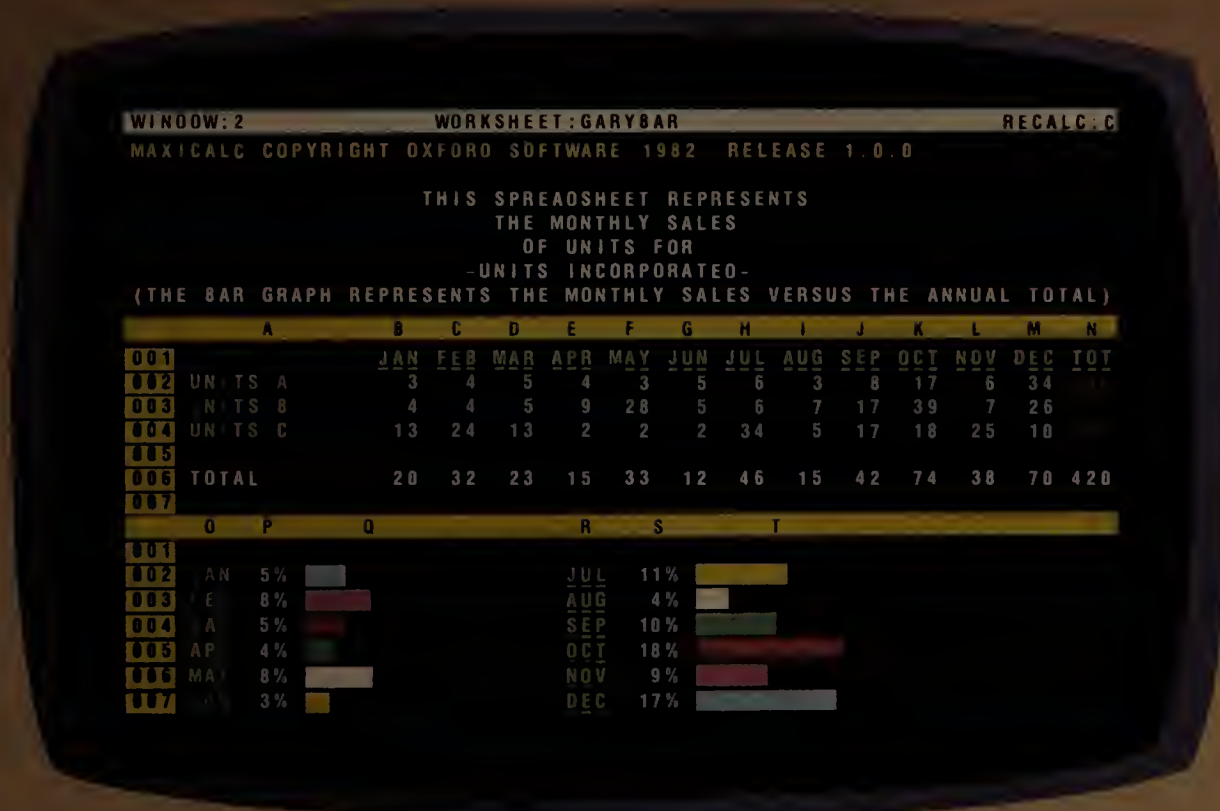 WINDOW:2 WORKSHEET:GARYBAR RECALC:C
MAXICALC COPYRIGHT OXFORD SOFTWARE 1982 RELEASE 1.0.0
THIS SPREADSHEET REPRESENTS
THE MONTHLY SALES
OF UNITS FOR
-UNITS INCORPORATED-
(THE BAR GRAPH REPRESENTS THE MONTHLY SALES VERSUS THE ANNUAL TOTAL)
A B C D E F G H I J K L M N
001 JAN FEB MAR APR MAY JUN JUL AUG SEP OCT NOV DEC TOT
002 UNITS A 3 4 5 4 3 5 6 3 8 17 6 34
003 UNITS B 4 4 5 9 28 5 6 7 17 39 7 26
004 UNITS C 13 24 13 2 2 2 34 5 17 18 25 10
005
006 TOTAL 20 32 23 15 33 12 46 15 42 74 38 70 420
007
O P Q R S T
001
002 JAN 5% JUL 11%
003 8% AUG 4%
004 5% SEP 10%
005 4% OCT 18%
006 MAY 8% NOV 9%
007 3% DEC 17%